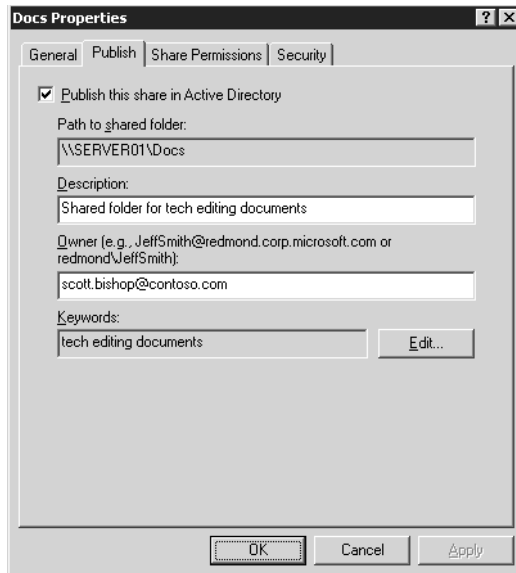 Docs Properties
General Publish Share Permissions Security
Publish this share in Active Directory
Path to shared folder:
\\SERVER01\Docs
Description:
Shared folder for tech editing documents
Owner (e.g., JeffSmith@redmond.corp.microsoft.com or
redmond\JeffSmith):
scott.bishop@contoso.com
Keywords:
tech editing documents
Edit...
OK Cancel Apply